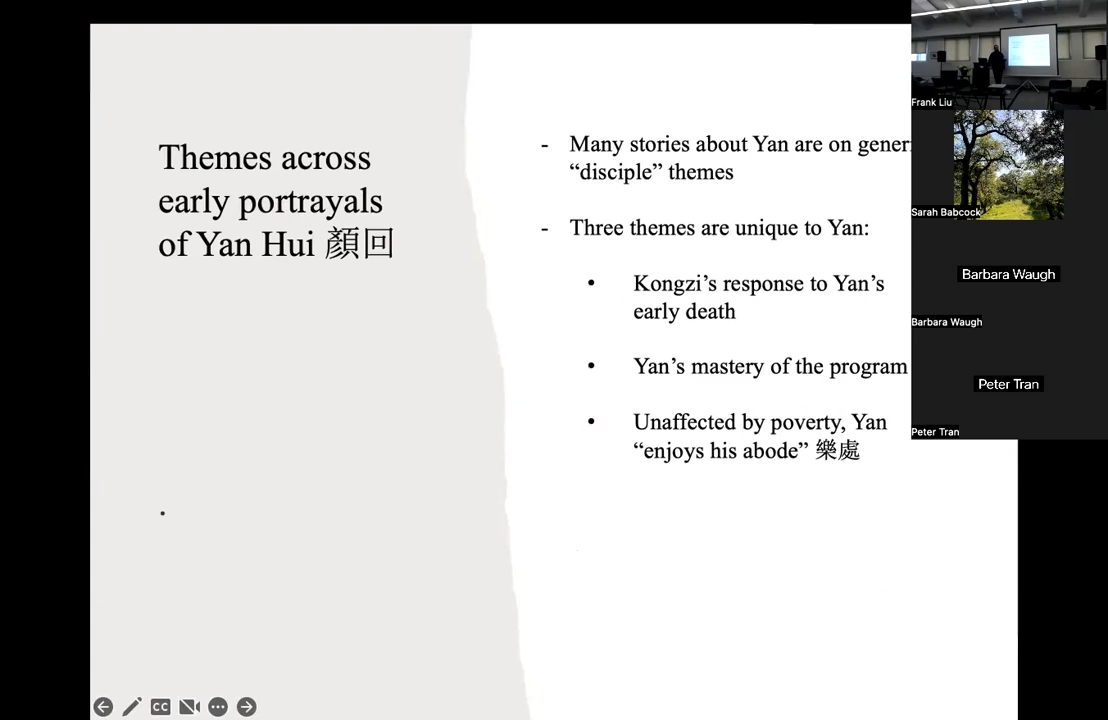 Themes across
early portrayals
of Yan Hui 顏回
- Many stories about Yan are on
“disciple” themes
- Three themes are unique to Yan:
• Kongzi’s response to Yan’s
early death
• Yan’s mastery of the program
• Unaffected by poverty, Yan
“enjoys his abode” 樂處
Frank Liu
Sarah Babcock
Barbara Waugh
Barbara Waugh
Peter Tran
Peter Tran
CC